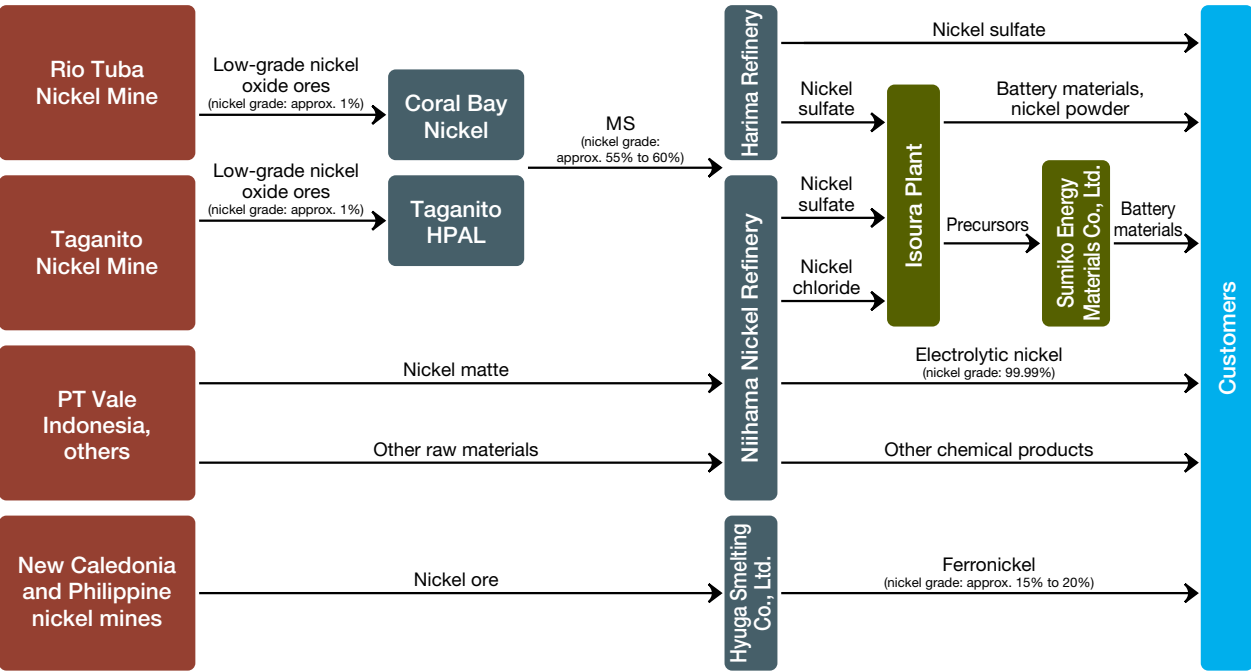 Rio Tuba
Nickel Mine
Low-grade nickel
oxide ores
(nickel grade: approx. 1%)
Coral Bay
Nickel
Taganito
Nickel Mine
Low-grade nickel
oxide ores
(nickel grade: approx. 1%)
Taganito
HPAL
MS
(nickel grade:
approx. 55% to 60%)
Harima Refinery
Nickel sulfate
Nickel
sulfate
Isoura Plant
Battery materials,
nickel powder
Nickel
sulfate
Nickel
chloride
Precursors
Sumiko Energy
Materials Co., Ltd.
Battery
materials
PT Vale
Indonesia,
others
Nickel matte
Other raw materials
Niihama Nickel Refinery
Electrolytic nickel
(nickel grade: 99.99%)
Other chemical products
New Caledonia
and Philippine
nickel mines
Nickel ore
Hyuga Smelting
Co., Ltd.
Ferronickel
(nickel grade: approx. 15% to 20%)
Customers